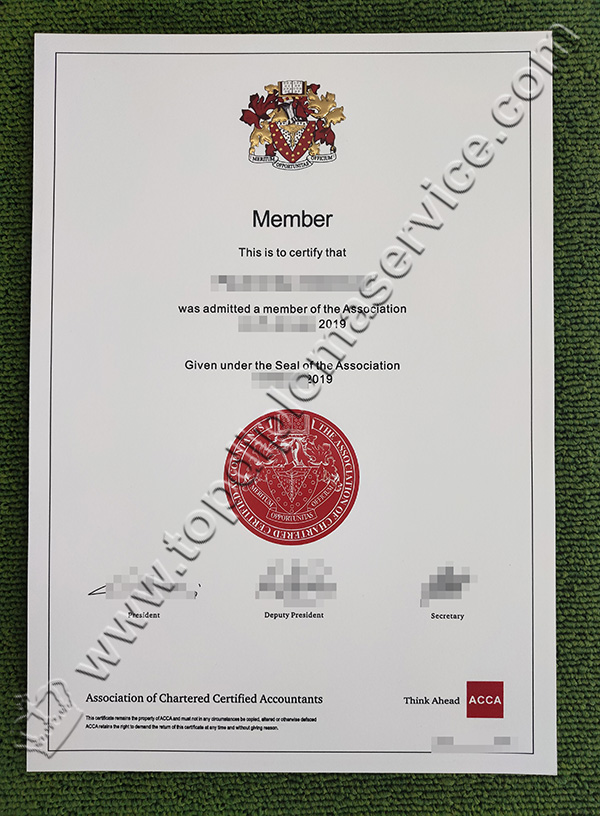 MERITUM OPPORTUNITAS OFFICIUM
Member
This is to certify that
was admitted a member of the Association
2019
Given under the Seal of the Association
2019
THE ASSOCIATION OF CHARTERED CERTIFIED ACCOUNTANTS
MERITUM OPPORTUNITAS OFFICIUM
President
Deputy President
Secretary
Association of Chartered Certified Accountants
Think Ahead
ACCA
This certificate remains the property of ACCA and must not in any circumstances be copied, altered or otherwise defaced
ACCA retains the right to demand the return of this certificate at any time and without giving reason.
www.topdiplomaservice.com